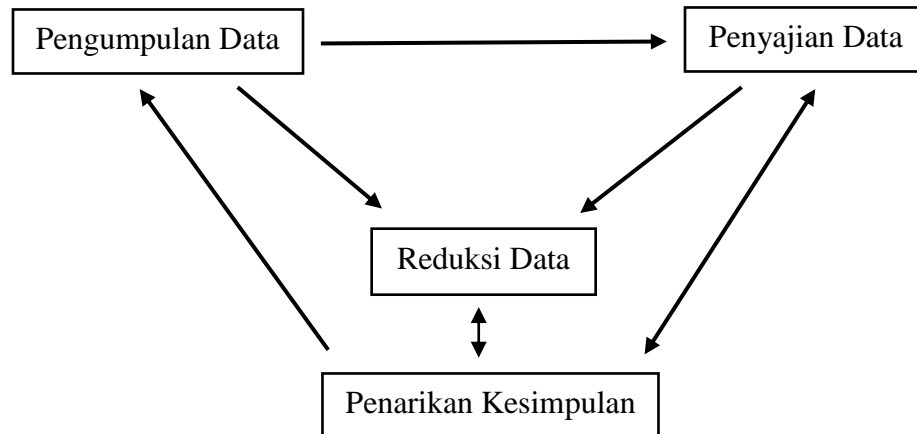 Pengumpulan Data
Penyajian Data
Reduksi Data
Penarikan Kesimpulan